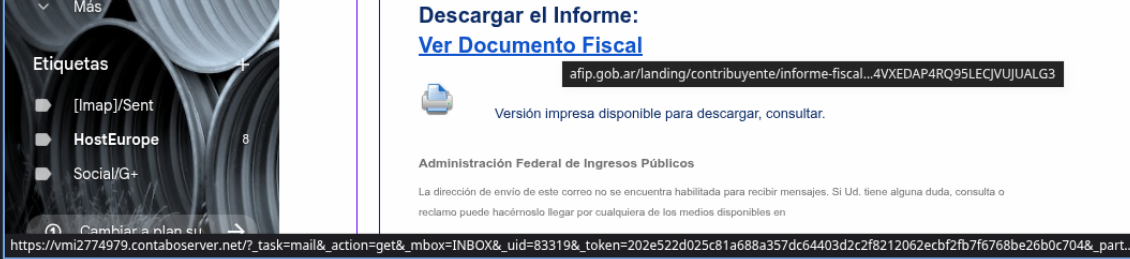 Más
Etiquetas +
[Imap]/Sent
HostEurope 8
Social/G+
Cambiar a plan su
Descargar el Informe:
Ver Documento Fiscal
afip.gob.ar/landing/contribuyente/informe-fiscal...4VXEDAP4RQ95LECJVUJUALG3
Versión impresa disponible para descargar, consultar.
Administración Federal de Ingresos Públicos
La dirección de envío de este correo no se encuentra habilitada para recibir mensajes. Si Ud. tiene alguna duda, consulta o
reclamo puede hacérnoslo llegar por cualquiera de los medios disponibles en
https://vmi2774979.contaboserver.net/?_task=mail&_action=get&_mbox=INBOX&_uid=83319&_token=202e522d025c81a688a357dc64403d2c2f8212062ecbf2fb7f6768be26b0c704&_part...